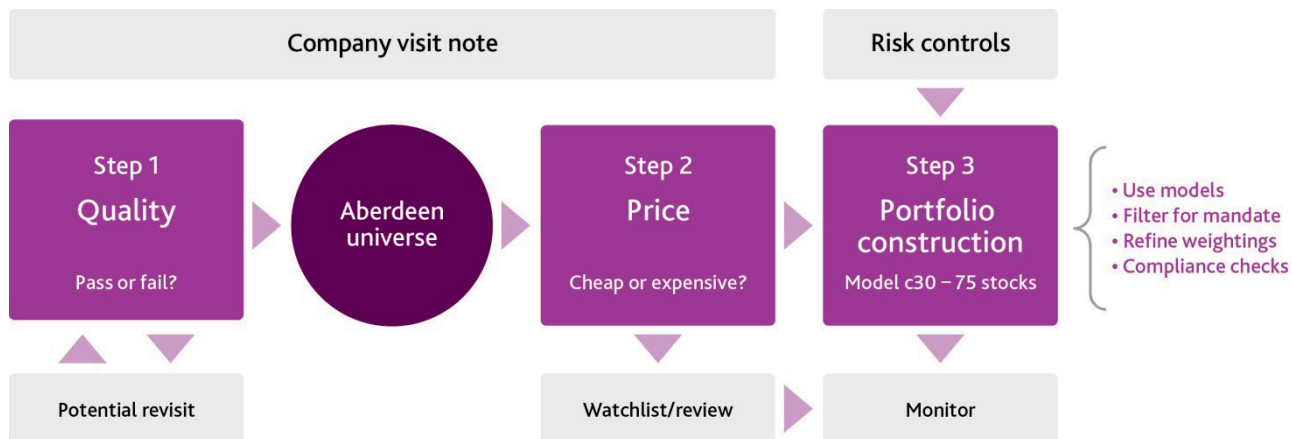 Company visit note
Risk controls
Step 1
Quality
Pass or fail?
Aberdeen
universe
Step 2
Price
Cheap or expensive?
Step 3
Portfolio
construction
Model c30 – 75 stocks
• Use models
• Filter for mandate
• Refine weightings
• Compliance checks
Potential revisit
Watchlist/review
Monitor